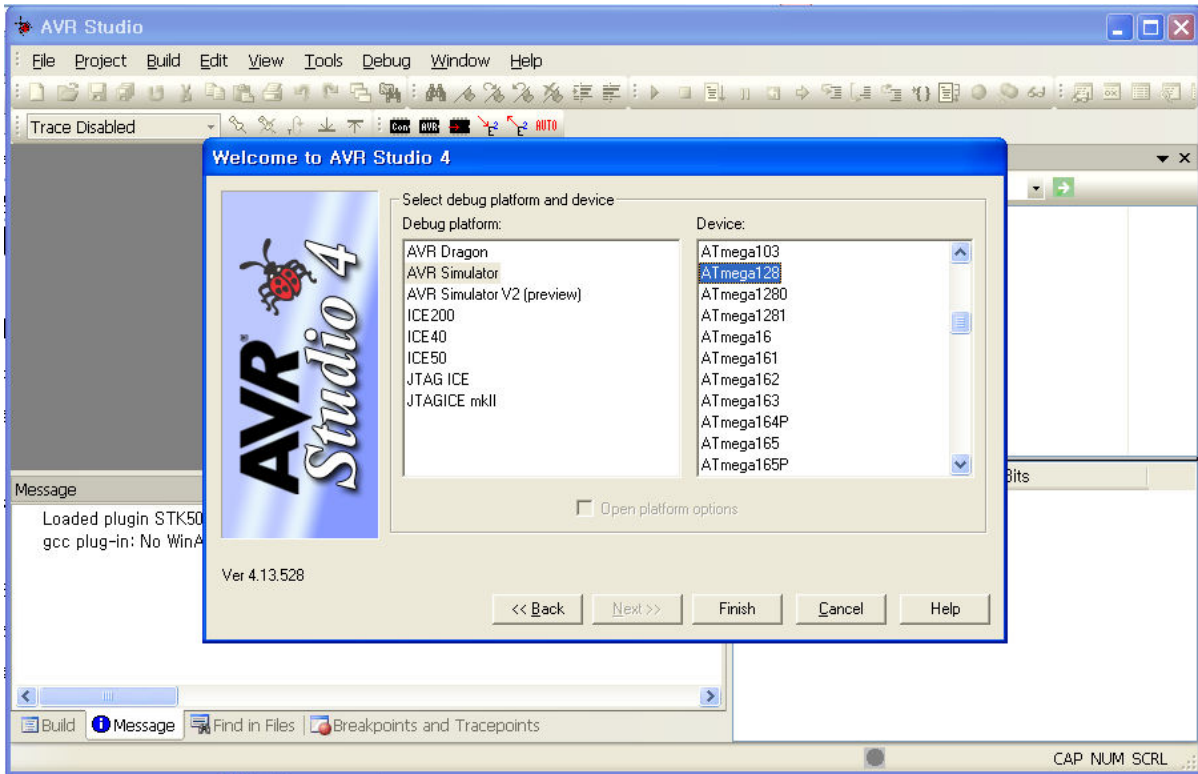 AVR Studio
File Project Build Edit View Tools Debug Window Help
Trace Disabled
Con AVR AUTO
Welcome to AVR Studio 4
AVR Studio 4
Select debug platform and device
Debug platform:
AVR Dragon
AVR Simulator
AVR Simulator V2 (preview)
ICE200
ICE40
ICE50
JTAG ICE
JTAGICE mkII
Device:
ATmega103
ATmega128
ATmega1280
ATmega1281
ATmega16
ATmega161
ATmega162
ATmega163
ATmega164P
ATmega165
ATmega165P
Open platform options
Ver 4.13.528
<< Back Next >> Finish Cancel Help
Message
Loaded plugin STK50
gcc plug-in: No WinA
Bits
Build Message Find in Files Breakpoints and Tracepoints
CAP NUM SCRL